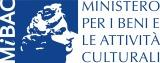 MiBAC
MINISTERO
PER I BENI E
LE ATTIVITÀ
CULTURALI